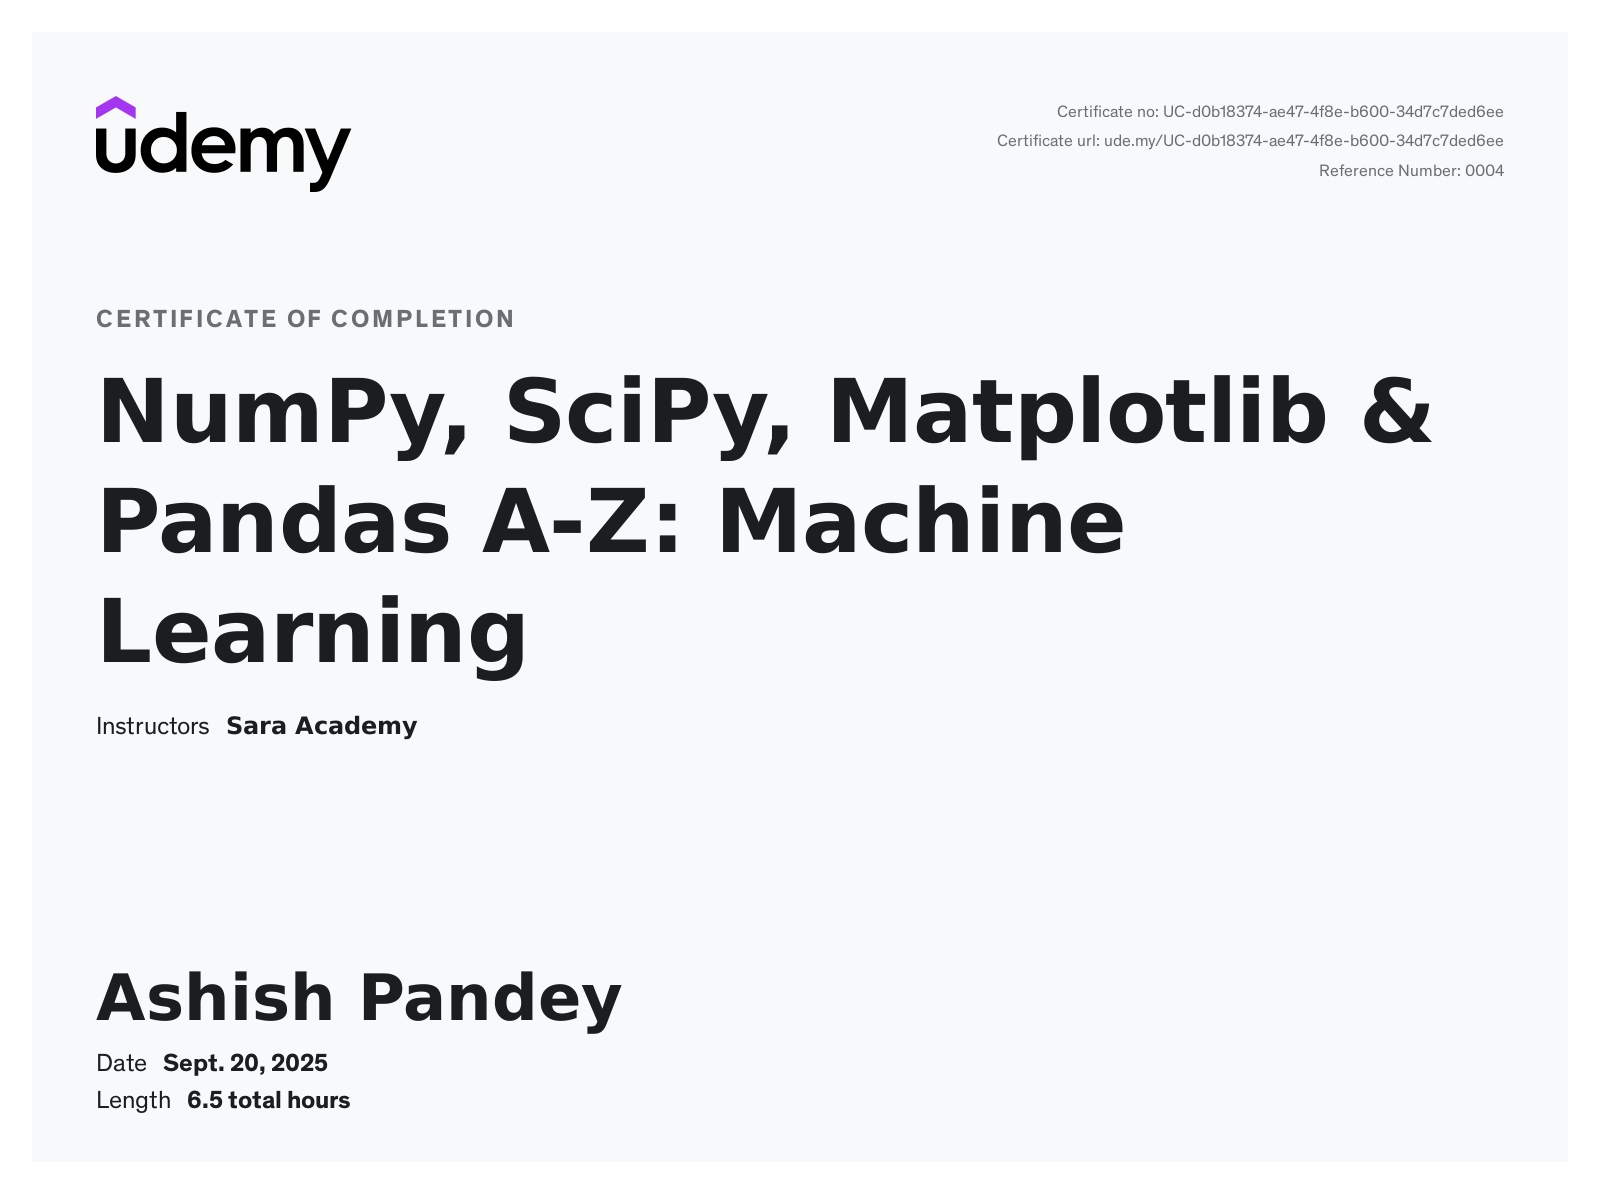 udemy
Certificate no: UC-d0b18374-ae47-4f8e-b600-34d7c7ded6ee
Certificate url: ude.my/UC-d0b18374-ae47-4f8e-b600-34d7c7ded6ee
Reference Number: 0004
CERTIFICATE OF COMPLETION
NumPy, SciPy, Matplotlib &
Pandas A-Z: Machine
Learning
Instructors Sara Academy
Ashish Pandey
Date Sept. 20, 2025
Length 6.5 total hours